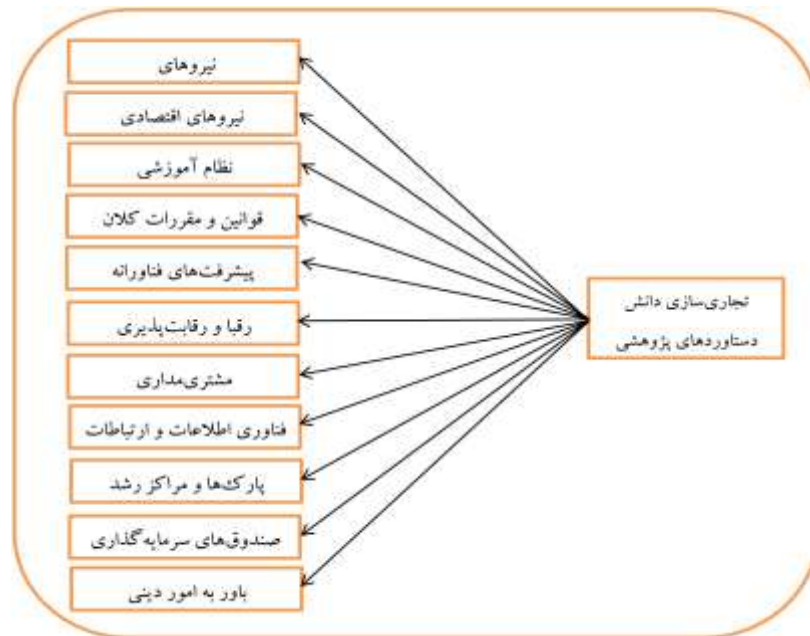 نیروهای
نیروهای اقتصادی
نظام آموزشی
قوانین و مقررات کلان
پیشرفت‌های فناورانه
رقبا و رقابت‌پذیری
مشتری‌مداری
فناوری اطلاعات و ارتباطات
پارک‌ها و مراکز رشد
صندوق‌های سرمایه‌گذاری
باور به امور دینی
تجاری‌سازی دانش
دستاوردهای پژوهشی